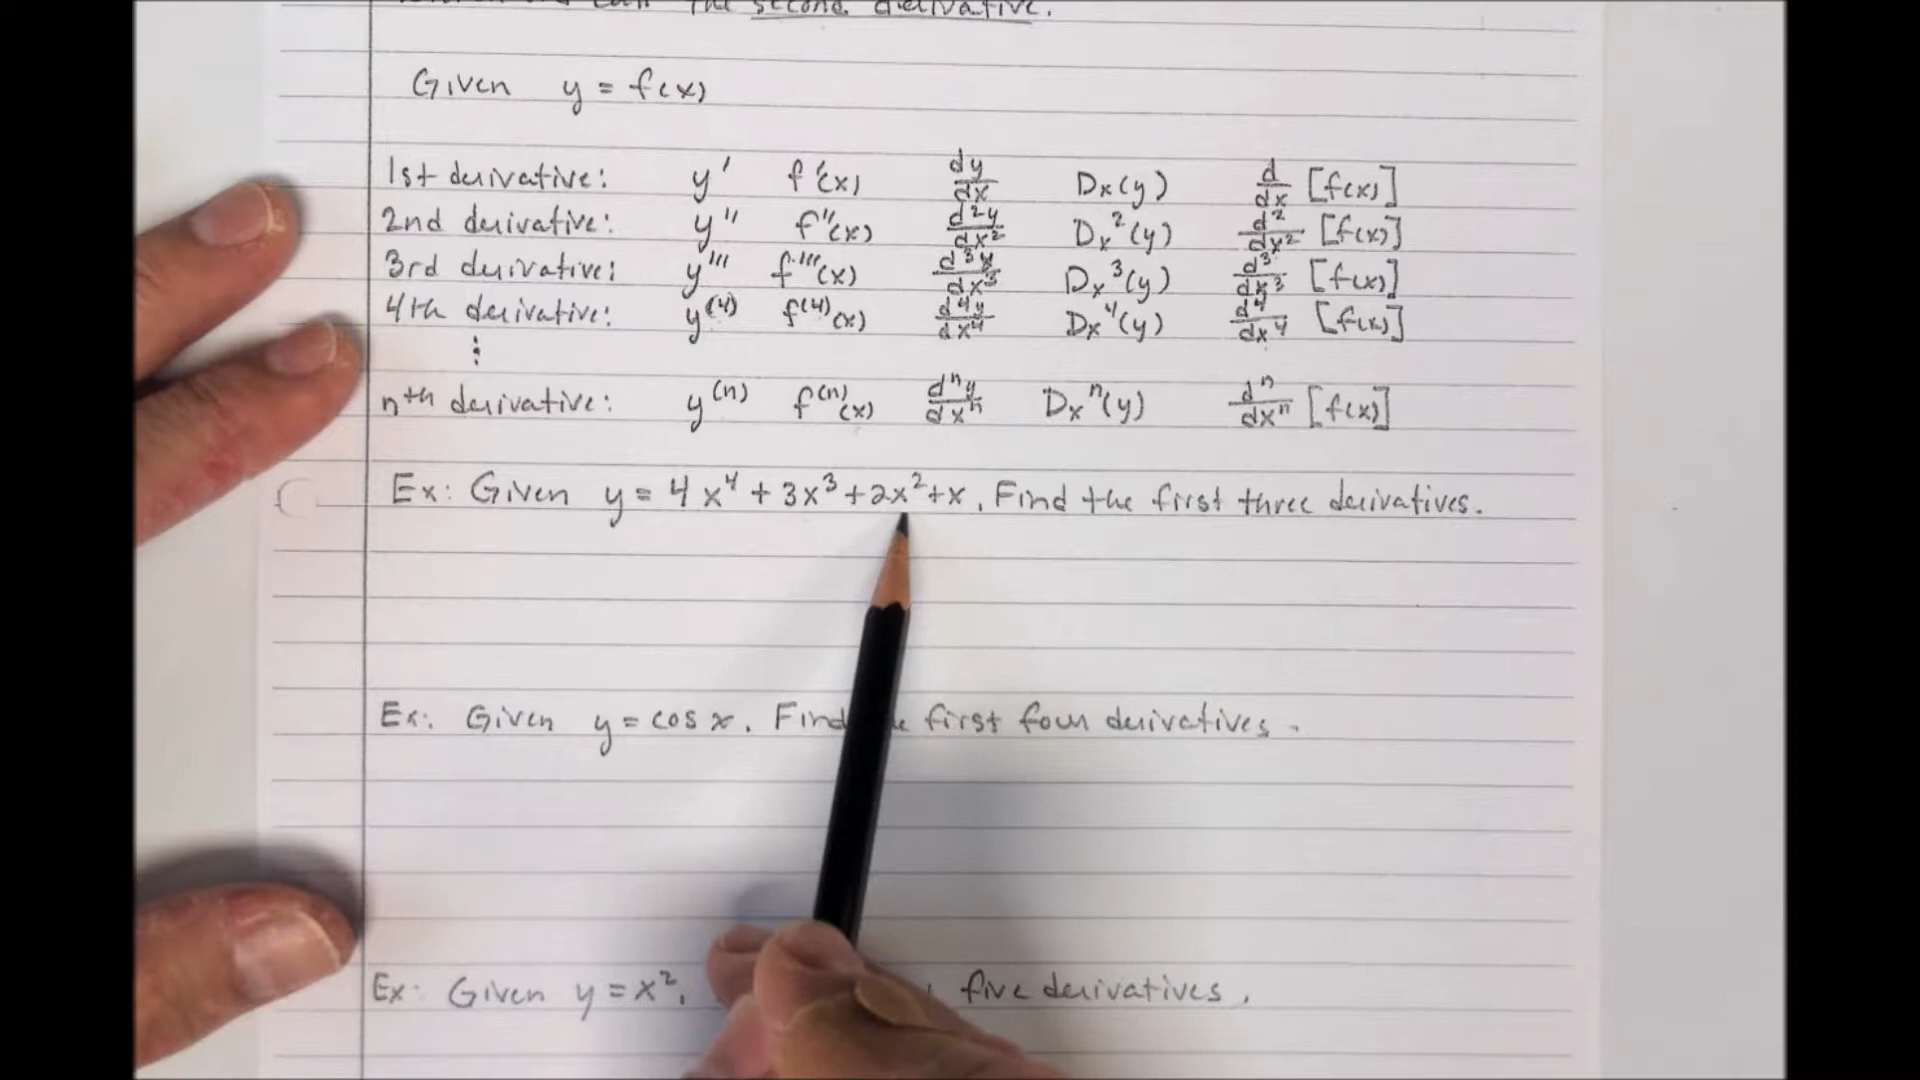 the second derivative.
Given y = f(x)
1st derivative: y' f'(x) dy/dx Dx(y) d/dx [f(x)]
2nd derivative: y'' f''(x) d²y/dx² Dx²(y) d²/dx² [f(x)]
3rd derivative: y''' f'''(x) d³y/dx³ Dx³(y) d³/dx³ [f(x)]
4th derivative: y⁽⁴⁾ f⁽⁴⁾(x) d⁴y/dx⁴ Dx⁴(y) d⁴/dx⁴ [f(x)]
⋮
nth derivative: y⁽ⁿ⁾ f⁽ⁿ⁾(x) dⁿy/dxⁿ Dxⁿ(y) dⁿ/dxⁿ [f(x)]
Ex: Given y = 4x⁴ + 3x³ + 2x² + x. Find the first three derivatives.
Ex: Given y = cos x. Find first four derivatives.
Ex: Given y = x². five derivatives.